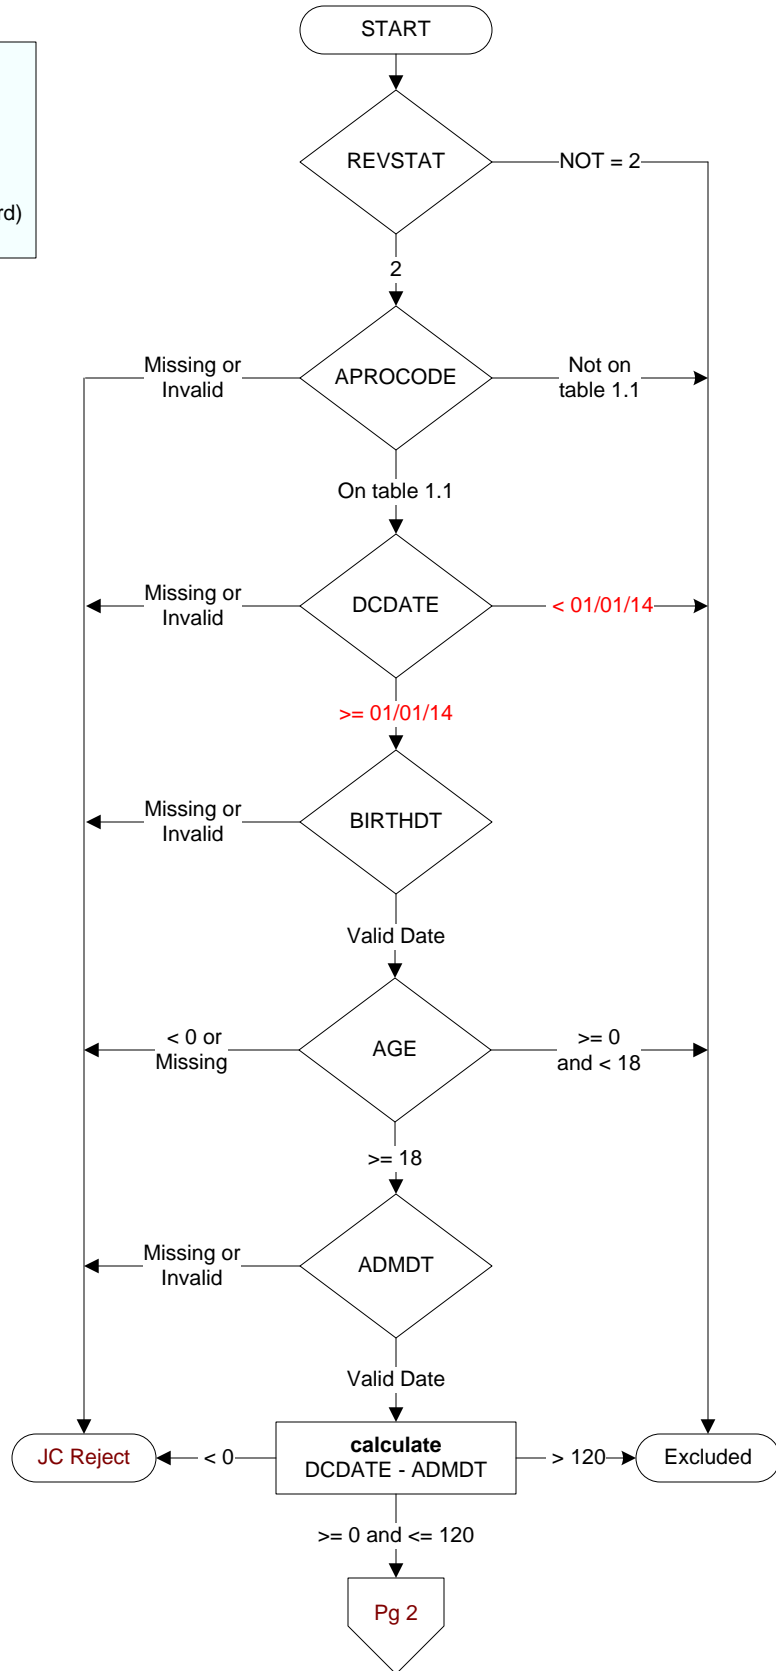 START
rd)
REVSTAT
NOT = 2
2
Missing or
Invalid
APROCODE
Not on
table 1.1
On table 1.1
Missing or
Invalid
DCDATE
< 01/01/14
>= 01/01/14
Missing or
Invalid
BIRTHDT
Valid Date
< 0 or
Missing
AGE
>= 0
and < 18
>= 18
Missing or
Invalid
ADMDT
Valid Date
JC Reject
< 0
calculate
DCDATE - ADMDT
> 120
Excluded
>= 0 and <= 120
Pg 2